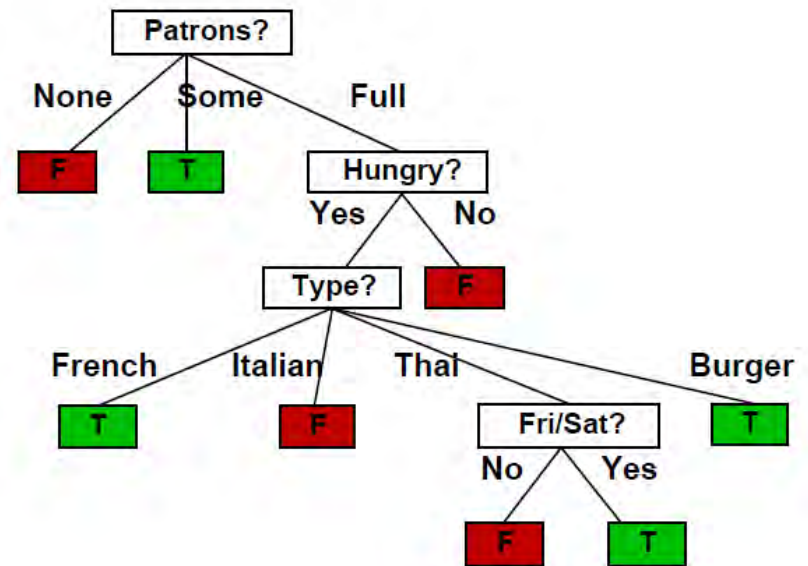 Patrons?
None Some Full
F T Hungry?
Yes No
Type? F
French Italian Thai Burger
T F Fri/Sat? T
No Yes
F T